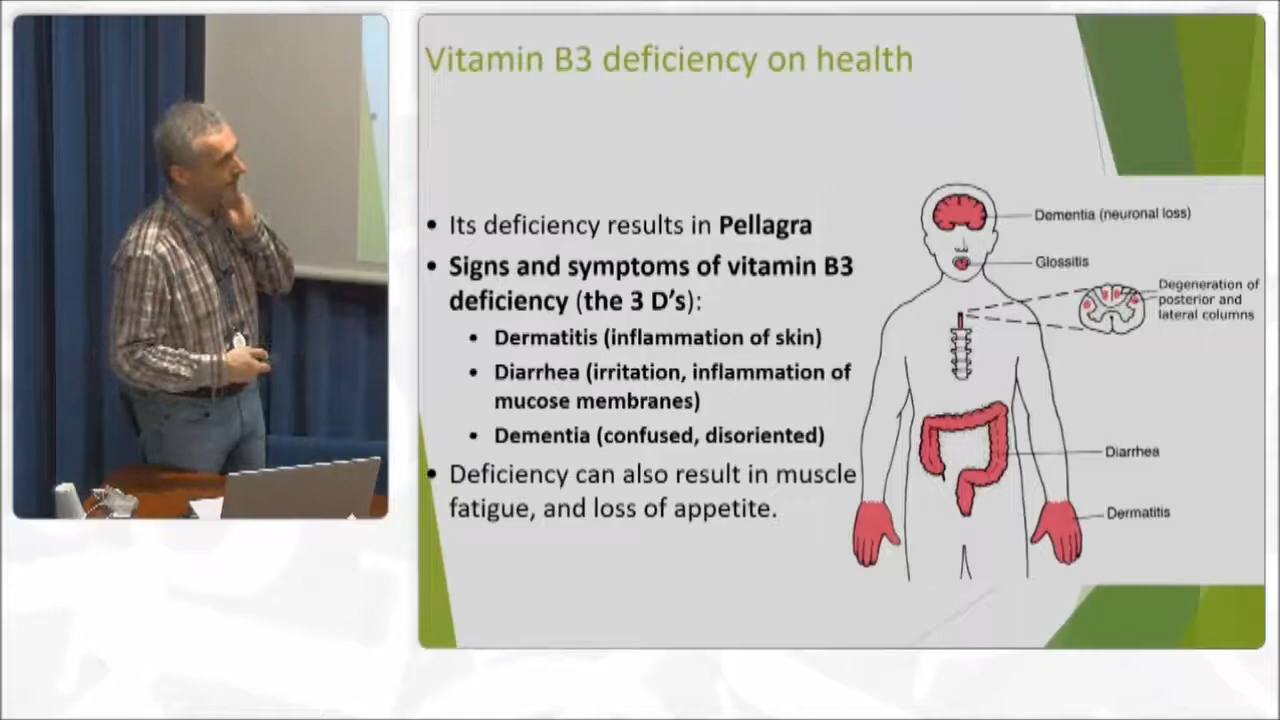 Vitamin B3 deficiency on health
• Its deficiency results in Pellagra
• Signs and symptoms of vitamin B3
deficiency (the 3 D's):
• Dermatitis (inflammation of skin)
• Diarrhea (irritation, inflammation of
mucose membranes)
• Dementia (confused, disoriented)
• Deficiency can also result in muscle
fatigue, and loss of appetite.
Dementia (neuronal loss)
Glossitis
Degeneration of
posterior and
lateral columns
Diarrhea
Dermatitis